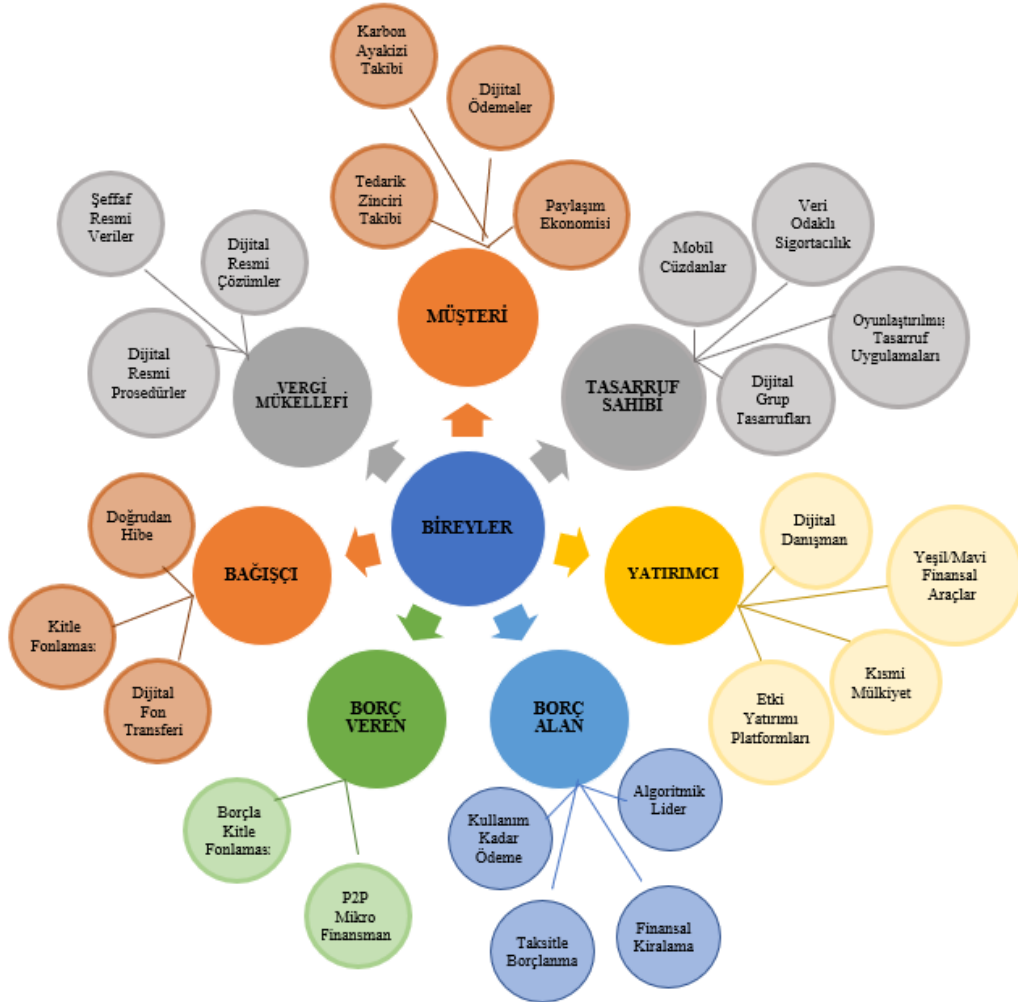 Karbon
Ayakizi
Takibi
Dijital
Ödemeler
Tedarik
Zinciri
Takibi
Paylaşım
Ekonomisi
MÜŞTERİ
Şeffaf
Resmi
Veriler
Dijital
Resmi
Çözümler
Dijital
Resmi
Prosedürler
VERGİ
MÜKELLEFİ
Mobil
Cüzdanlar
Veri
Odaklı
Sigortacılık
Oyunlaştırılmış
Tasarruf
Uygulamaları
Dijital
Grup
Tasarrufları
TASARRUF
SAHİBİ
BİREYLER
Doğrudan
Hibe
Kitle
Fonlaması
Dijital
Fon
Transferi
BAĞIŞÇI
YATIRIMCI
Dijital
Danışman
Yeşil/Mavi
Finansal
Araçlar
Kısmi
Mülkiyet
Etki
Yatırımı
Platformları
BORÇ
VEREN
Borçla
Kitle
Fonlaması
P2P
Mikro
Finansman
BORÇ
ALAN
Kullanım
Kadar
Ödeme
Algoritmik
Lider
Taksitle
Borçlanma
Finansal
Kiralama